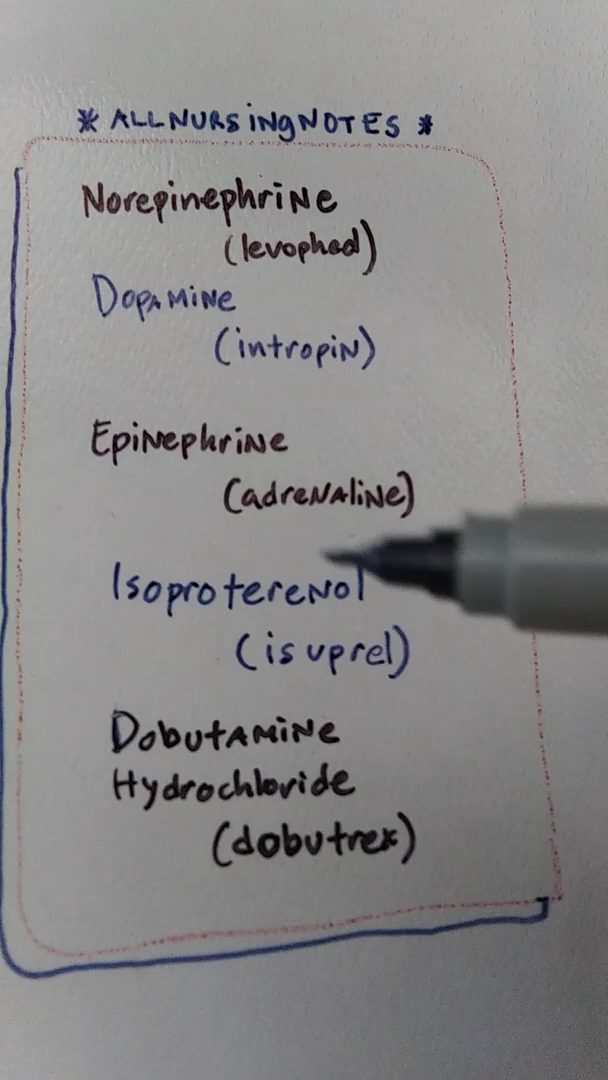 * ALLNURSiNgNOTES *
NorepinephriNe
(levophed)
DopAMiNe
(intropiN)
EpiNephriNe
(adreNAliNe)
IsoprotereNol
(isuprel)
DobutAMiNe
Hydrochloride
(dobutrex)